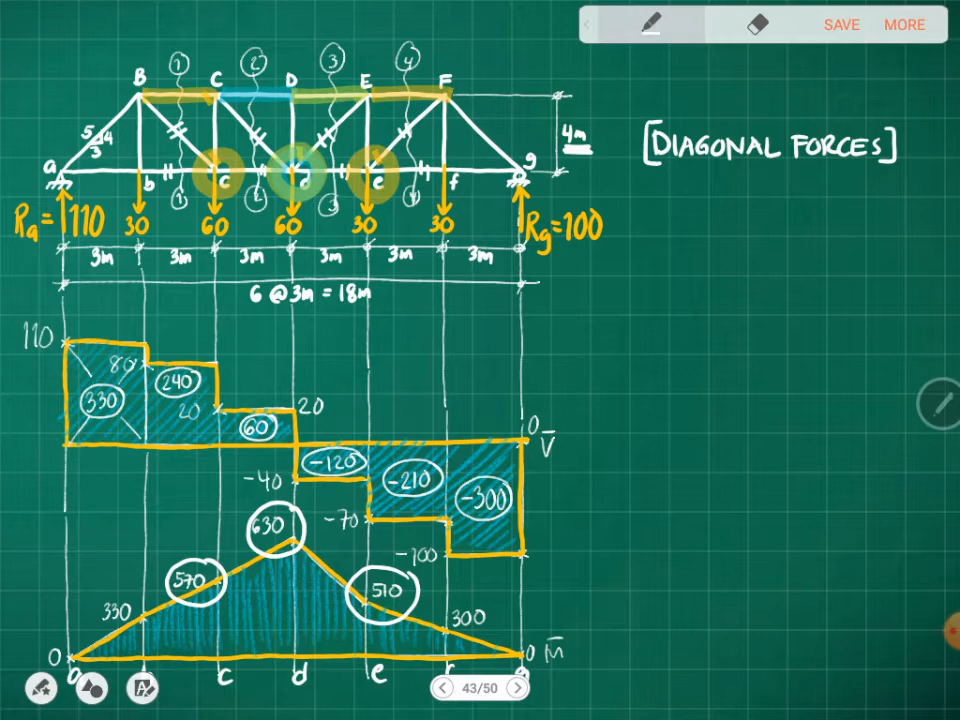 SAVE MORE
1 2 3 4
B C D E F
5 4
3
4m
[DIAGONAL FORCES]
a b c d e f g
1 2 3 4
Ra= 110 30 60 60 30 30 Rg=100
3m 3m 3m 3m 3m 3m
6 @ 3m = 18m
110
80
240
330
20 20
60
0
V
-120
-40
-210
-300
-70
-100
630
570
510
330
300
0
0 M
a c d e f g
43/50